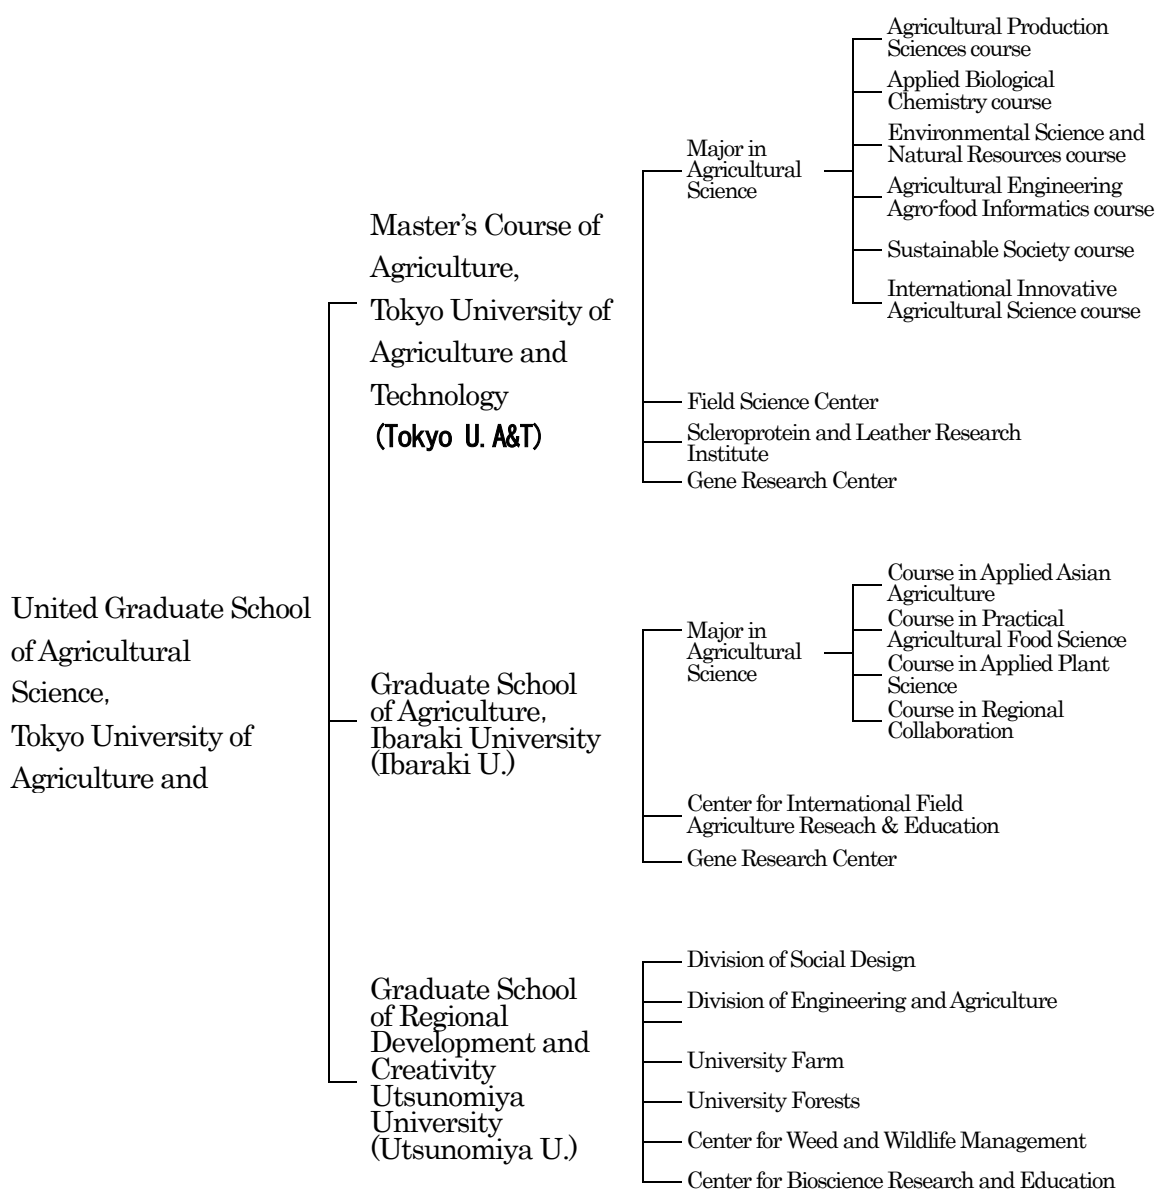 United Graduate School
of Agricultural
Science,
Tokyo University of
Agriculture and
Master's Course of
Agriculture,
Tokyo University of
Agriculture and
Technology
(Tokyo U. A&T)
Major in
Agricultural
Science
Agricultural Production
Sciences course
Applied Biological
Chemistry course
Environmental Science and
Natural Resources course
Agricultural Engineering
Agro-food Informatics course
Sustainable Society course
International Innovative
Agricultural Science course
Field Science Center
Scleroprotein and Leather Research
Institute
Gene Research Center
Graduate School
of Agriculture,
Ibaraki University
(Ibaraki U.)
Major in
Agricultural
Science
Course in Applied Asian
Agriculture
Course in Practical
Agricultural Food Science
Course in Applied Plant
Science
Course in Regional
Collaboration
Center for International Field
Agriculture Reseach & Education
Gene Research Center
Graduate School
of Regional
Development and
Creativity
Utsunomiya
University
(Utsunomiya U.)
Division of Social Design
Division of Engineering and Agriculture
University Farm
University Forests
Center for Weed and Wildlife Management
Center for Bioscience Research and Education